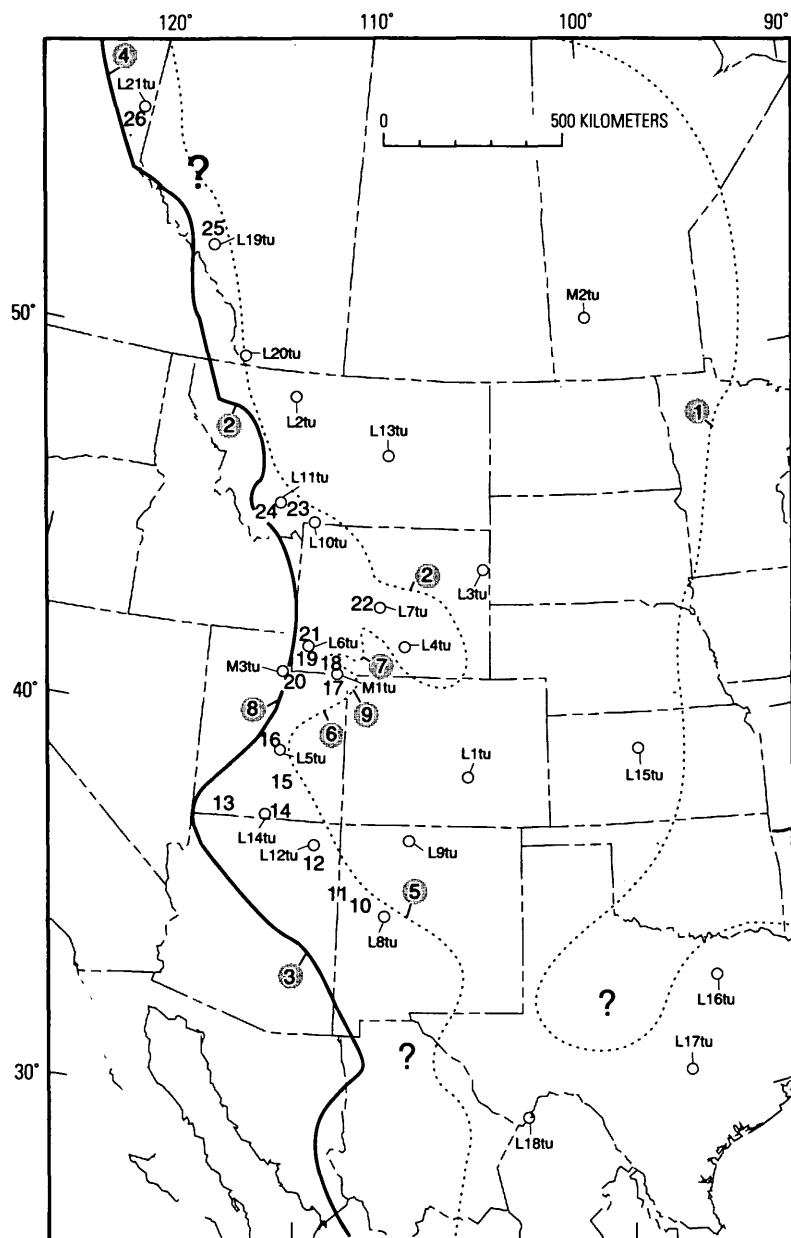 120° 110° 100° 90°
4
L21tu
26
0 500 KILOMETERS
?
25
L19tu
M2tu
50°
L20tu
1
L2tu
2
L13tu
L11tu
24 23
L10tu
2
L3tu
22
L7tu
21
L6tu
L4tu
19
18
7
M3tu
20
17
M1tu
40°
8
9
6
16
L5tu
L15tu
15
L1tu
13
14
L14tu
L12tu
12
L9tu
11
10
5
L8tu
3
?
L16tu
?
L17tu
30°
L18tu